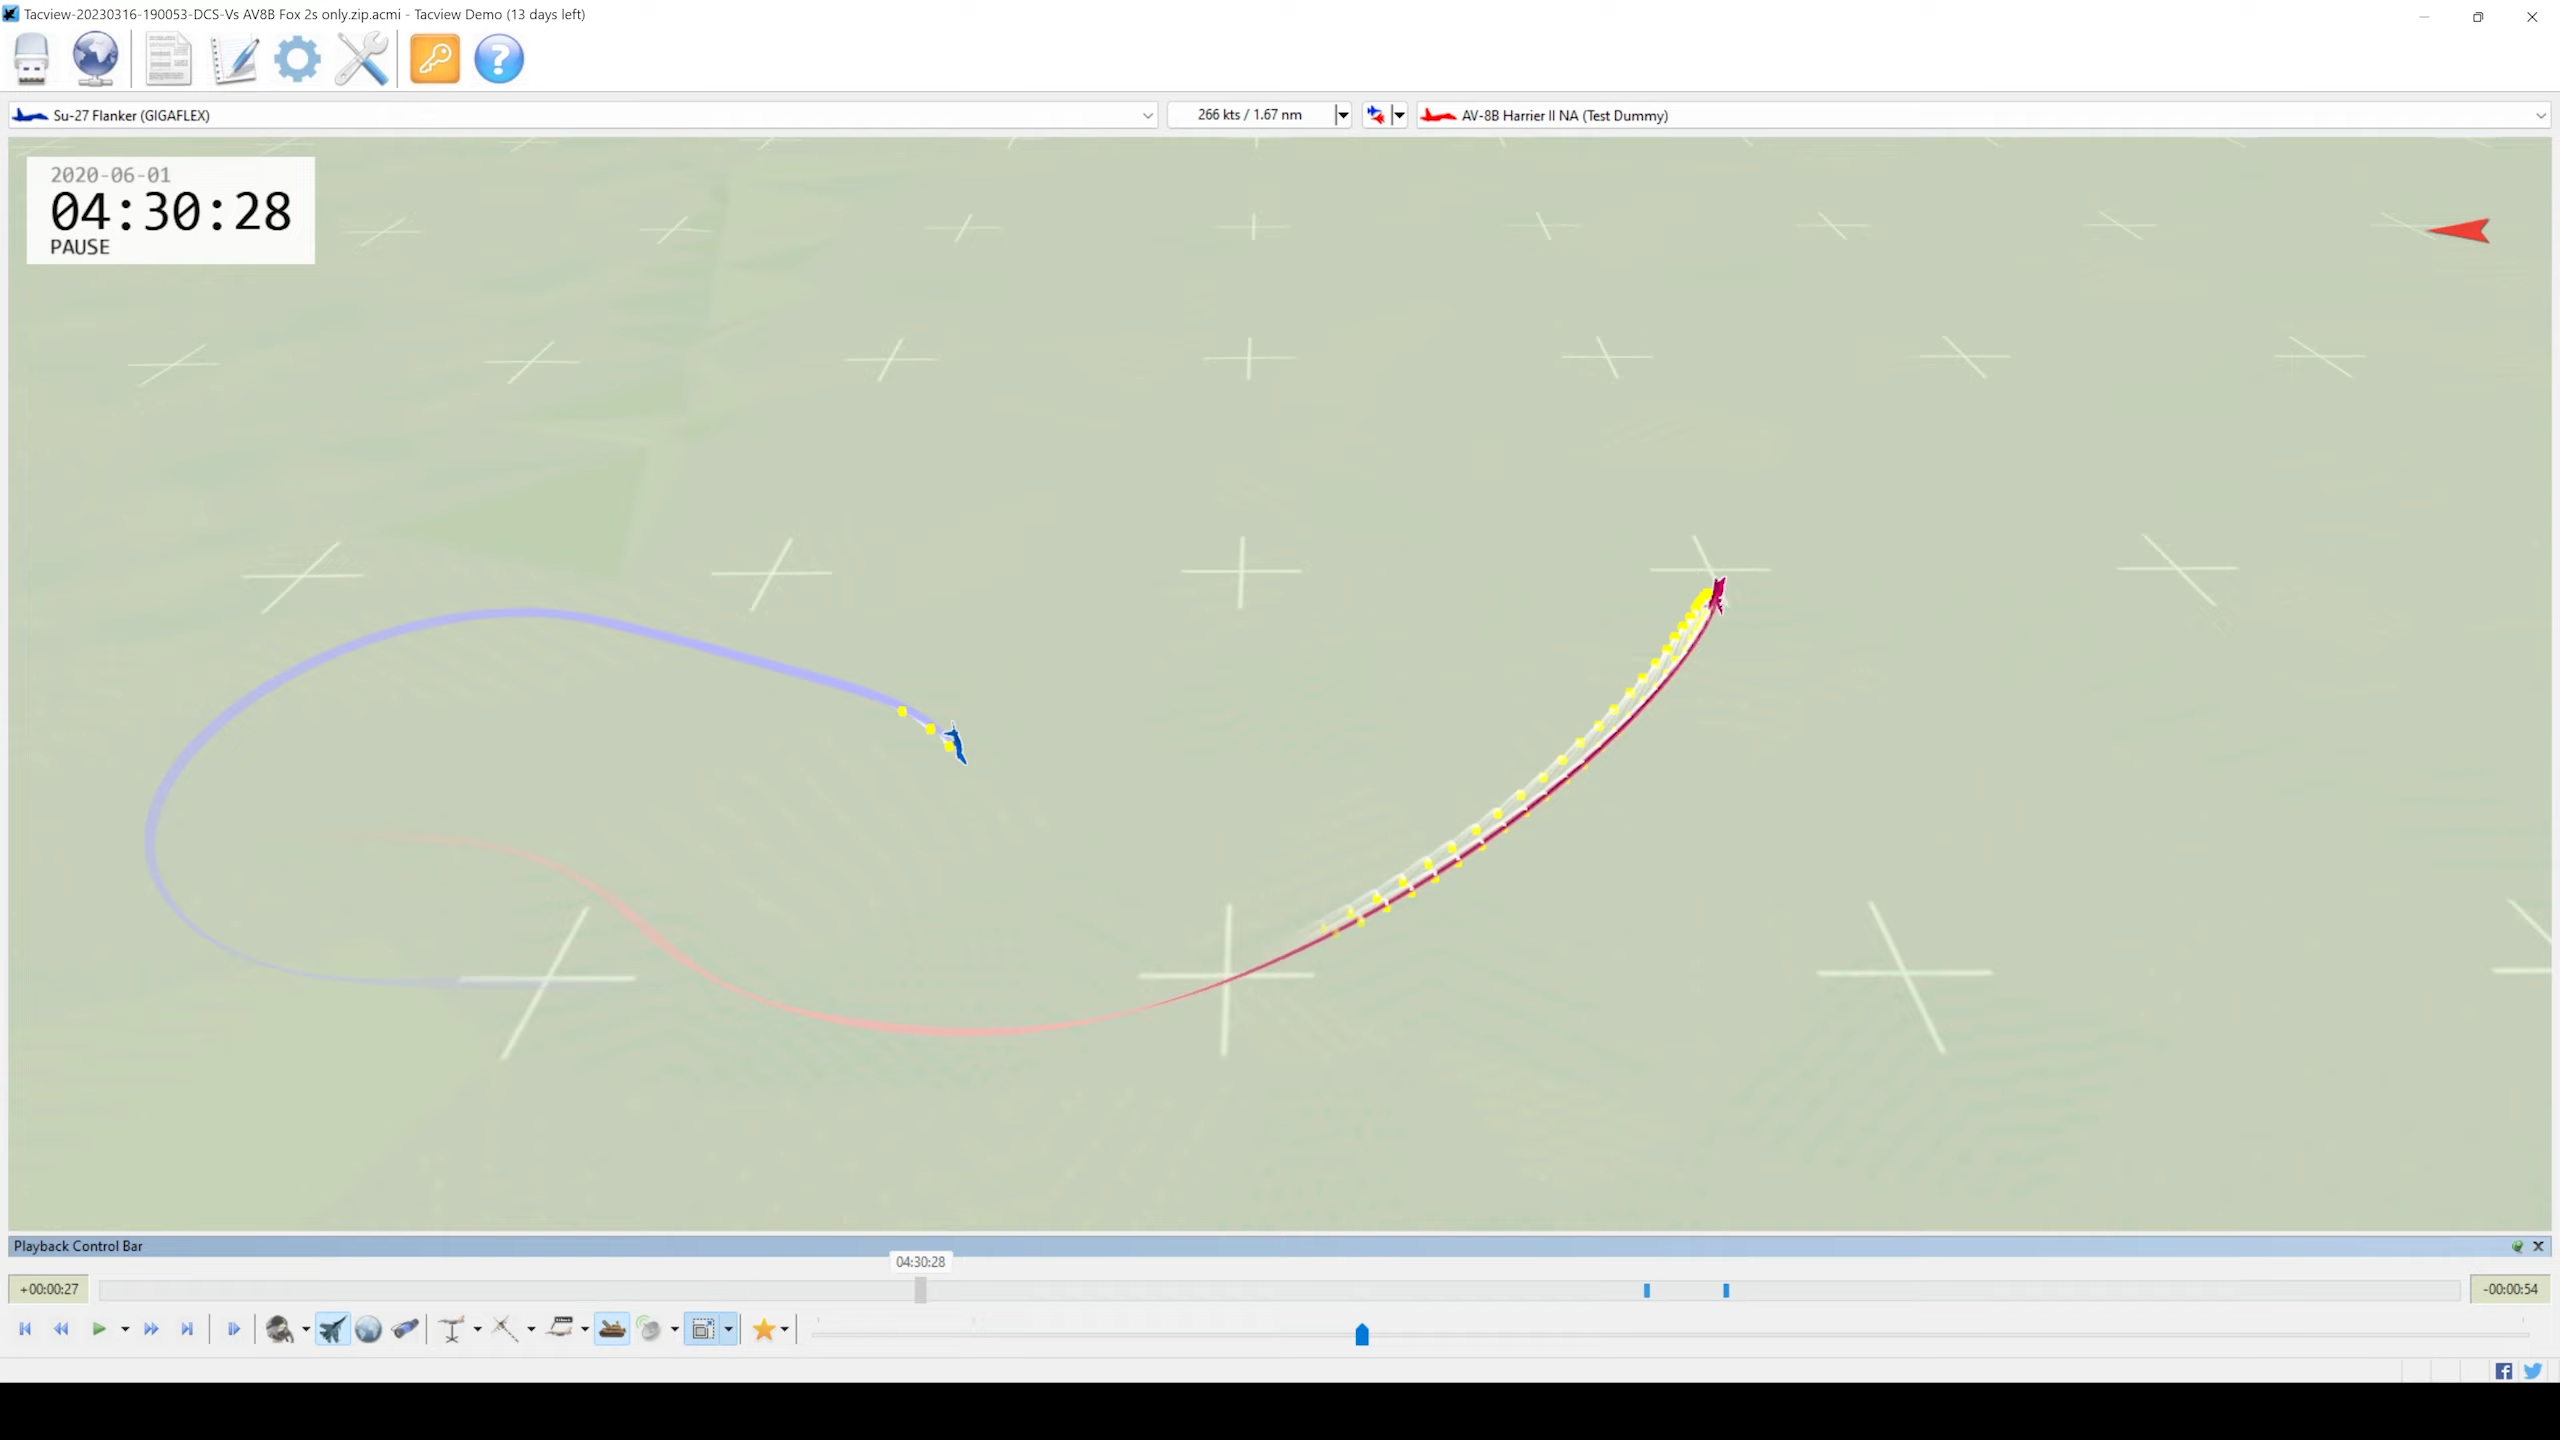 Tacview-20230316-190053-DCS-Vs AV8B Fox 2s only.zip.acmi - Tacview Demo (13 days left)
Su-27 Flanker (GIGAFLEX)
266 kts / 1.67 nm
AV-8B Harrier II NA (Test Dummy)
2020-06-01
04:30:28
PAUSE
Playback Control Bar
04:30:28
+00:00:27
-00:00:54